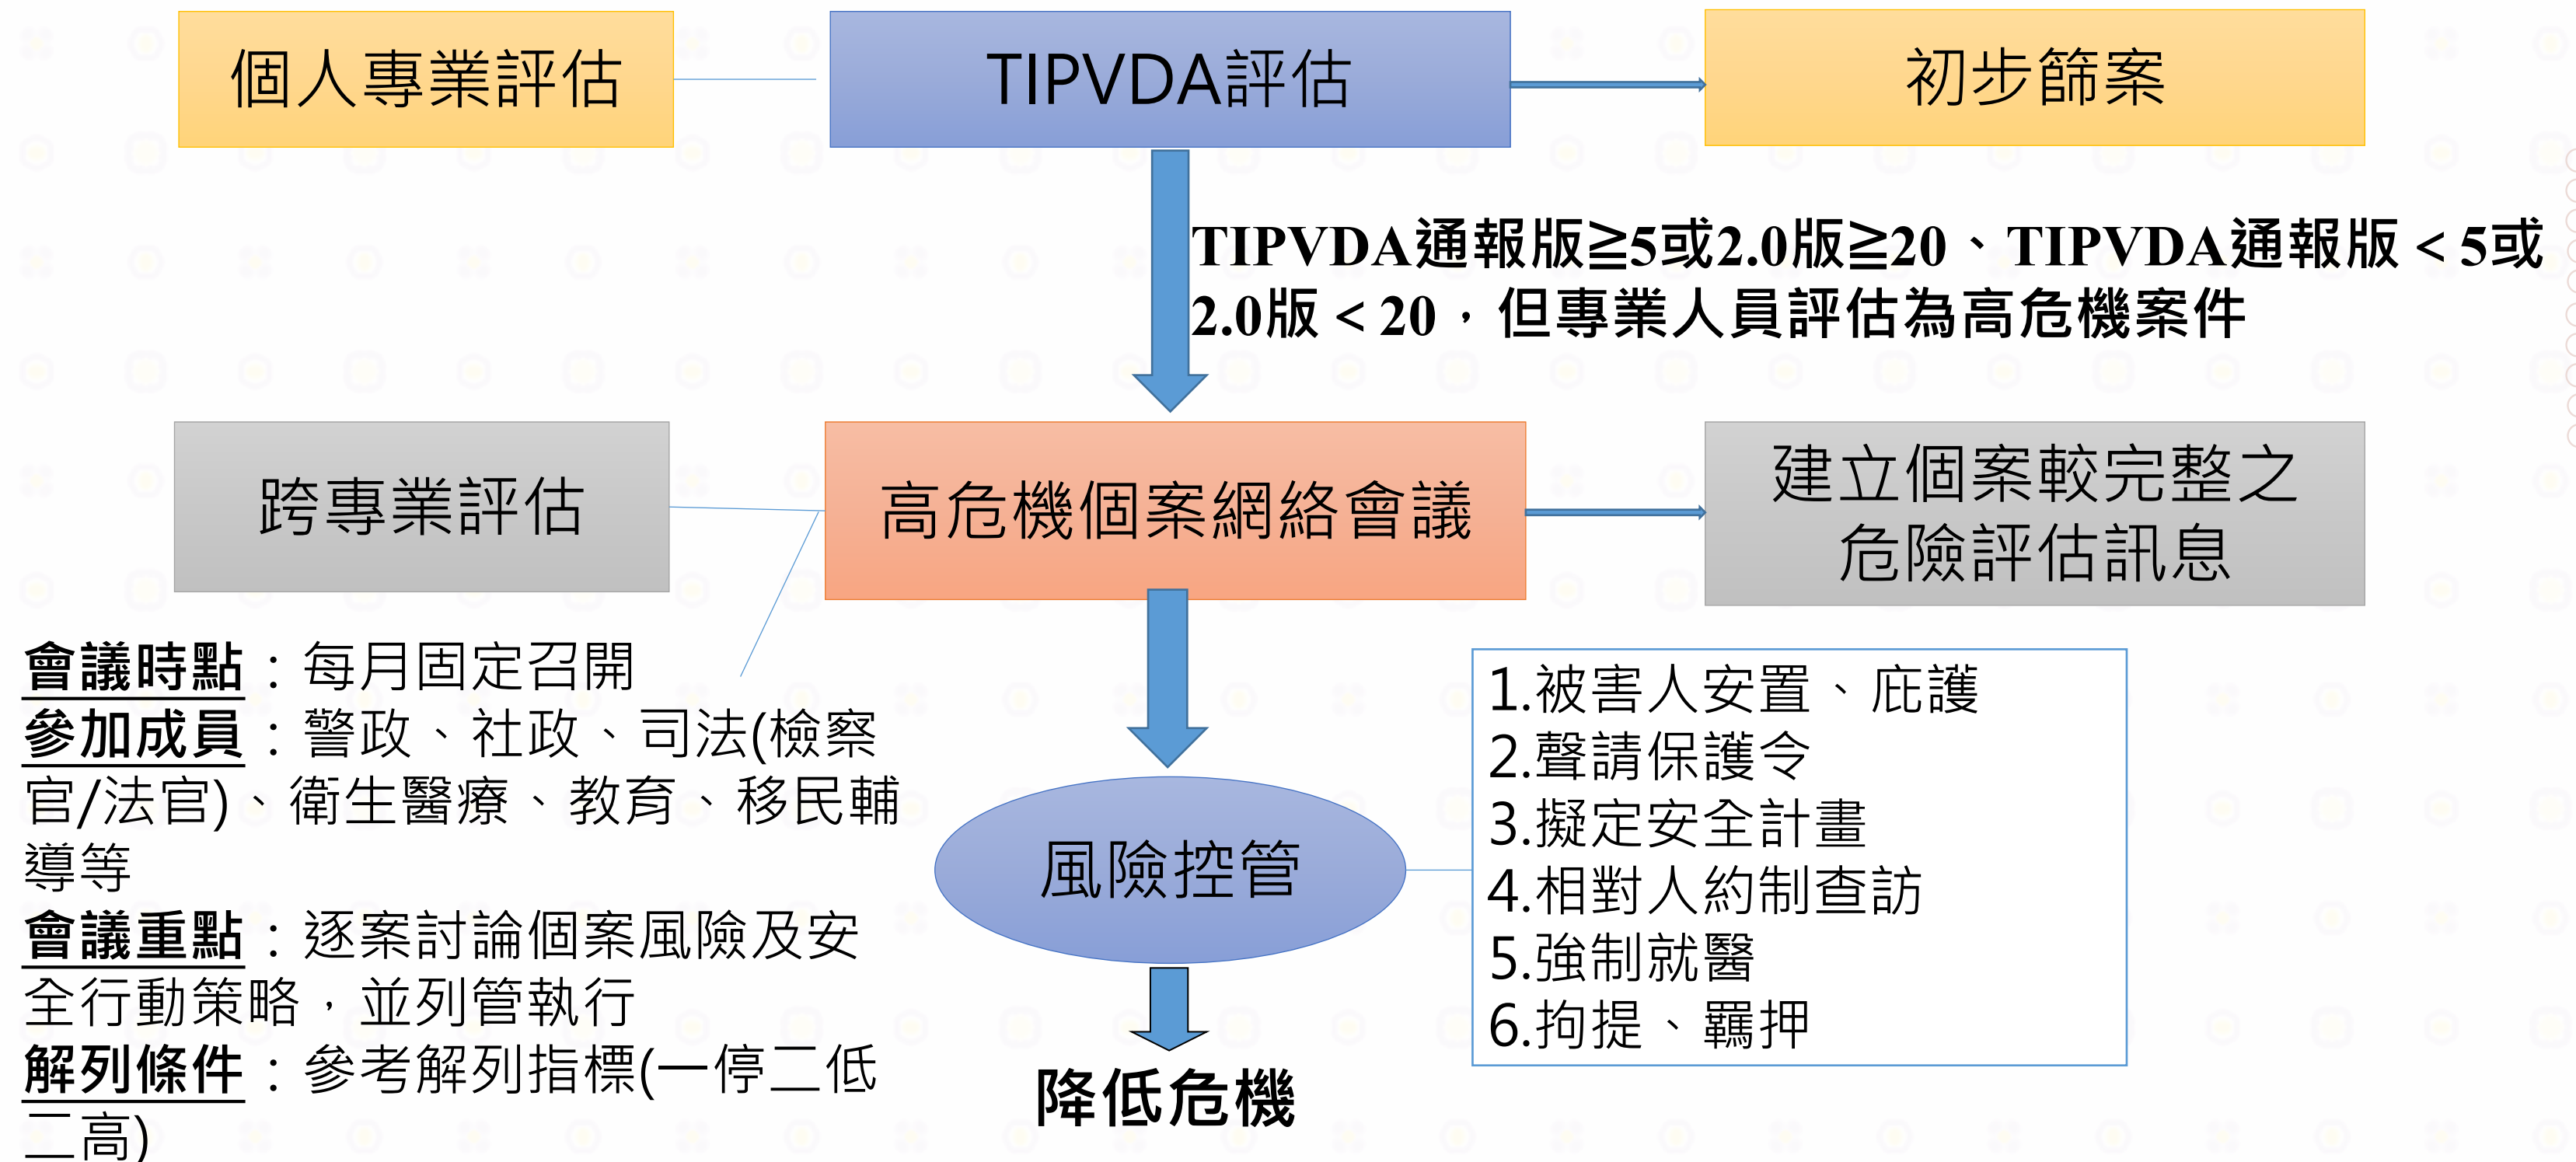 個人專業評估
TIPVDA評估
初步篩案
TIPVDA通報版≧5或2.0版≧20、TIPVDA通報版＜5或
2.0版＜20，但專業人員評估為高危機案件
跨專業評估
高危機個案網絡會議
建立個案較完整之
危險評估訊息
會議時點：每月固定召開
參加成員：警政、社政、司法(檢察
官/法官)、衛生醫療、教育、移民輔
導等
會議重點：逐案討論個案風險及安
全行動策略，並列管執行
解列條件：參考解列指標(一停二低
二高)
風險控管
1.被害人安置、庇護
2.聲請保護令
3.擬定安全計畫
4.相對人約制查訪
5.強制就醫
6.拘提、羈押
降低危機